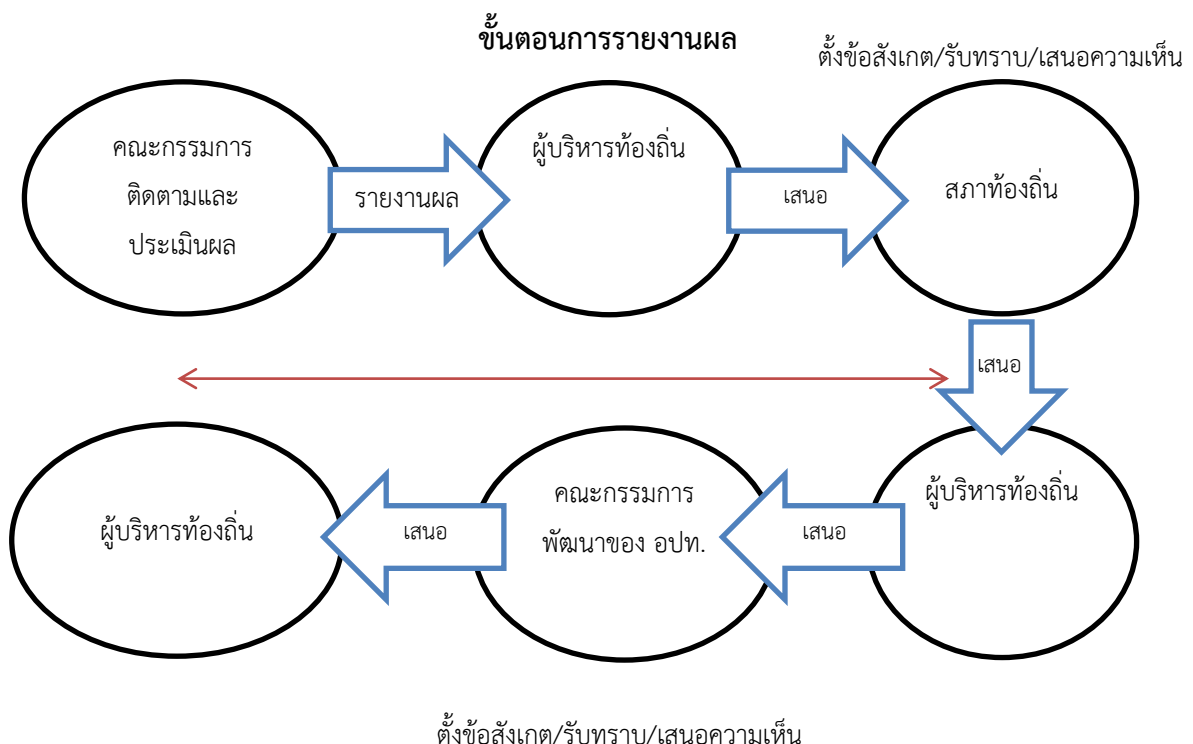 ขั้นตอนการรายงานผล
ตั้งข้อสังเกต/รับทราบ/เสนอความเห็น
คณะกรรมการ
ติดตามและ
ประเมินผล
รายงานผล
ผู้บริหารท้องถิ่น
เสนอ
สภาท้องถิ่น
เสนอ
ผู้บริหารท้องถิ่น
เสนอ
คณะกรรมการ
พัฒนาของ อปท.
เสนอ
ผู้บริหารท้องถิ่น
ตั้งข้อสังเกต/รับทราบ/เสนอความเห็น